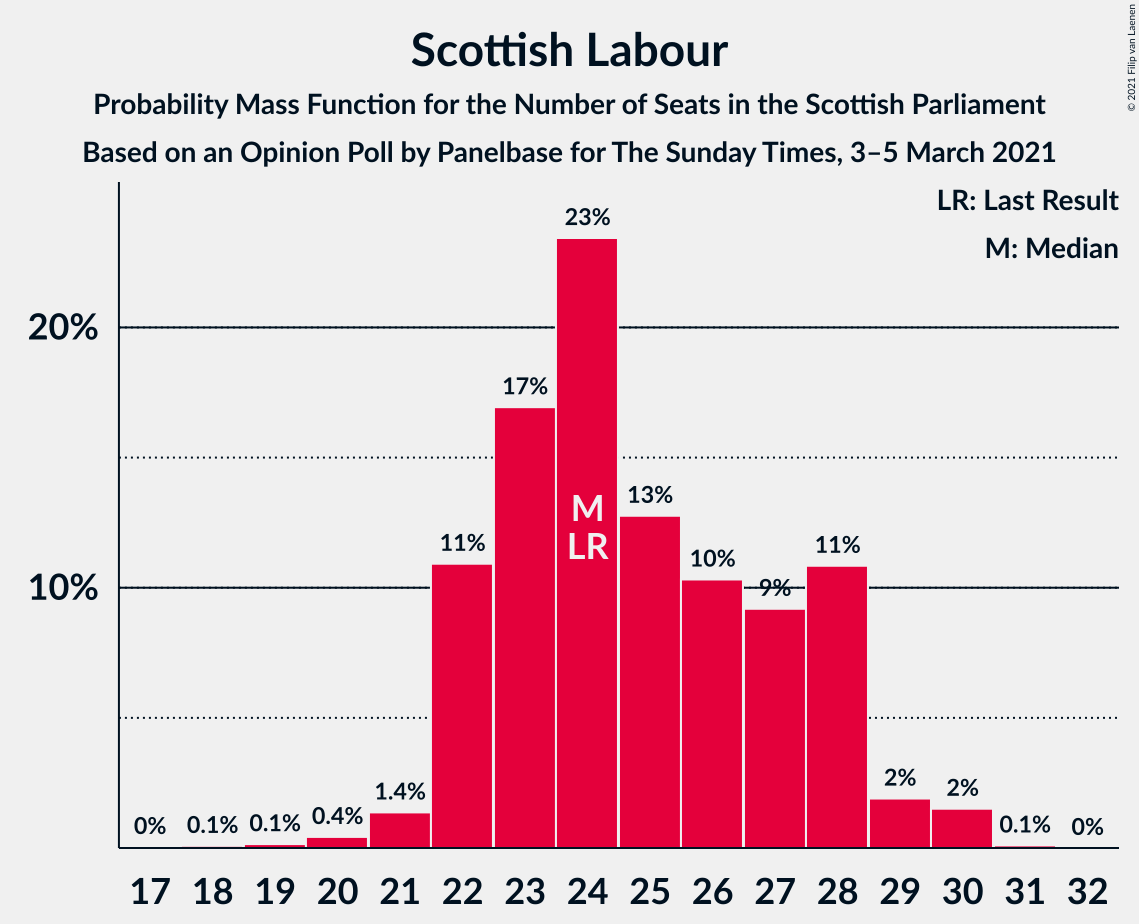 © 2021 Filip van Laenen
Scottish Labour
Probability Mass Function for the Number of Seats in the Scottish Parliament
Based on an Opinion Poll by Panelbase for The Sunday Times, 3–5 March 2021
LR: Last Result
M: Median
20%
10%
0%
0.1%
0.1%
0.4%
1.4%
11%
17%
23%
13%
10%
9%
11%
2%
2%
0.1%
0%
M
LR
17 18 19 20 21 22 23 24 25 26 27 28 29 30 31 32